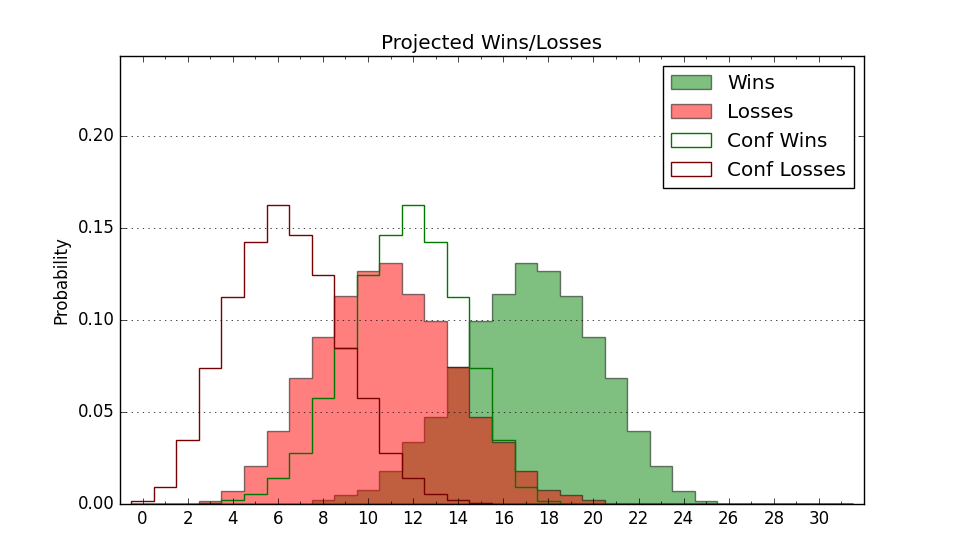 Projected Wins/Losses
Wins
Losses
Conf Wins
Conf Losses
Probability
0.20
0.15
0.10
0.05
0.00
0 2 4 6 8 10 12 14 16 18 20 22 24 26 28 30